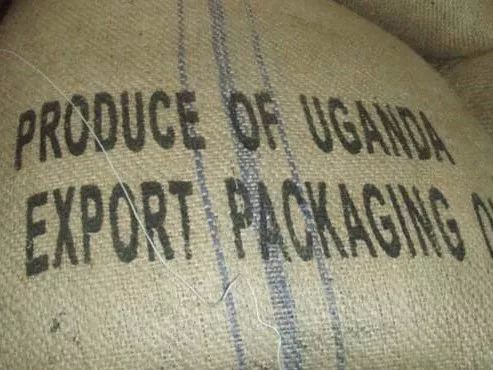 PRODUCE OF UGANDA
EXPORT PACKAGING